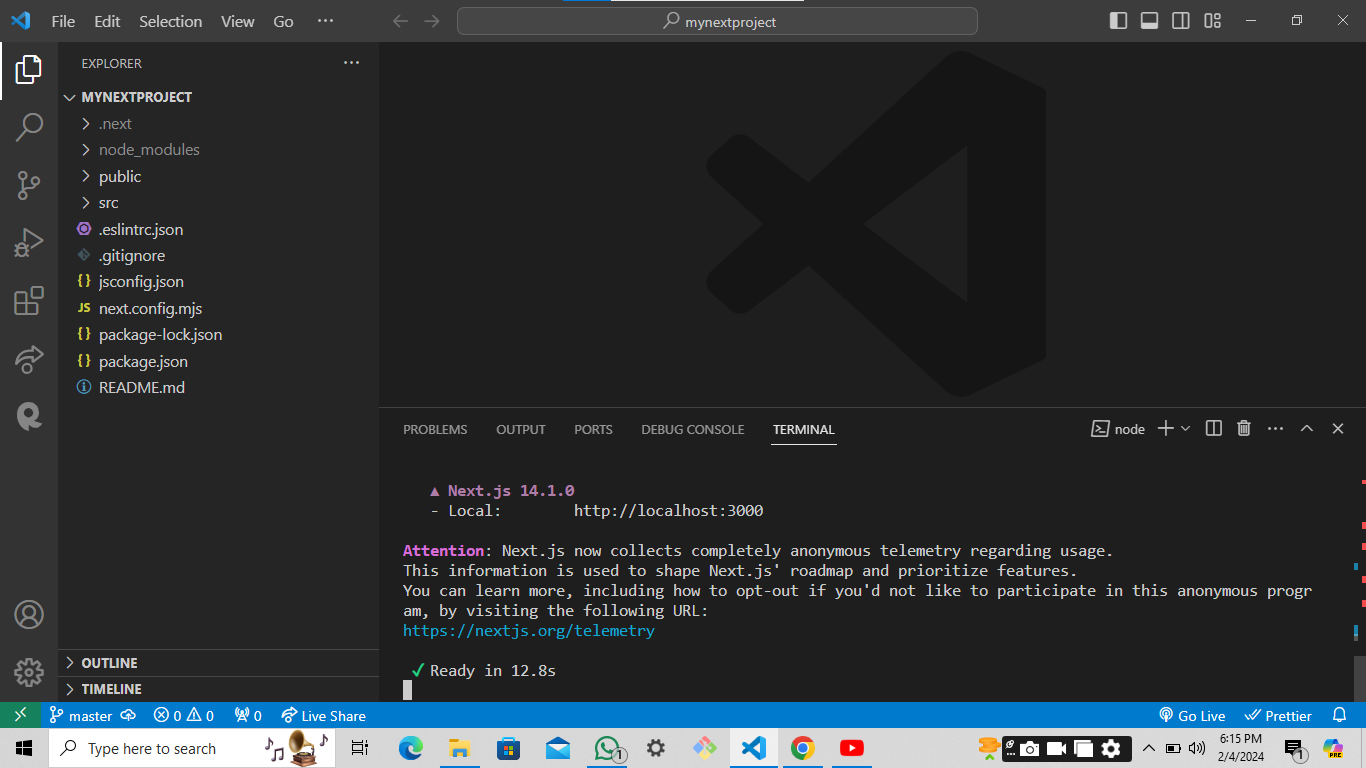 File Edit Selection View Go ...
mynextproject
EXPLORER
MYNEXTPROJECT
.next
node_modules
public
src
.eslintrc.json
.gitignore
{} jsconfig.json
JS next.config.mjs
{} package-lock.json
{} package.json
README.md
OUTLINE
TIMELINE
PROBLEMS OUTPUT PORTS DEBUG CONSOLE TERMINAL
node
▲ Next.js 14.1.0
- Local: http://localhost:3000
Attention: Next.js now collects completely anonymous telemetry regarding usage.
This information is used to shape Next.js' roadmap and prioritize features.
You can learn more, including how to opt-out if you'd not like to participate in this anonymous progr
am, by visiting the following URL:
https://nextjs.org/telemetry
✓ Ready in 12.8s
master 0 0 0 Live Share Go Live Prettier
Type here to search
1
6:15 PM
2/4/2024
1
PRE